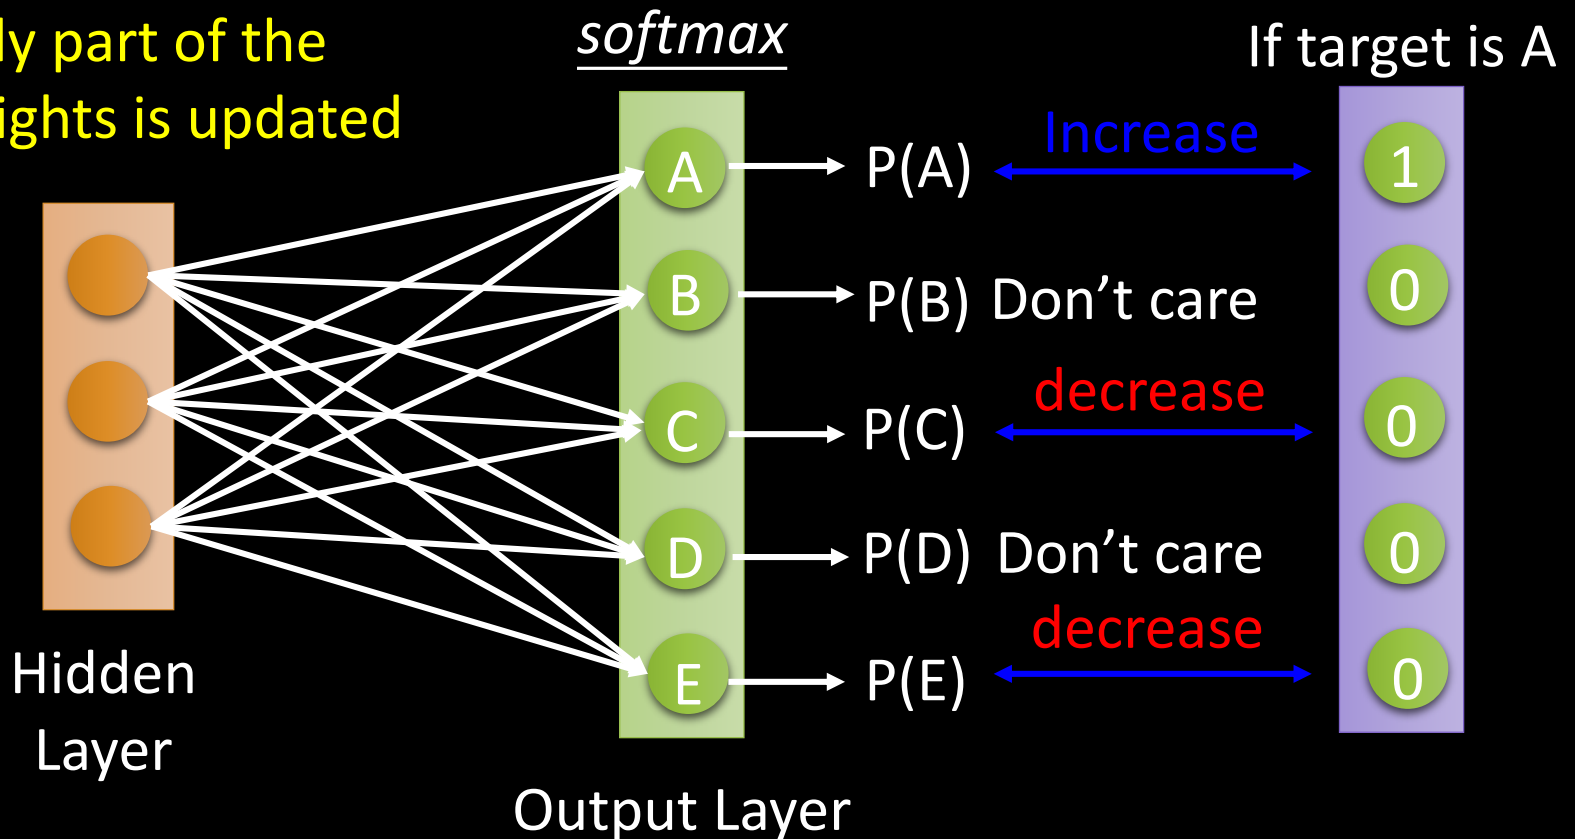 ly part of the
ights is updated
softmax
If target is A
A
B
C
D
E
P(A)
Increase
1
P(B) Don’t care
0
P(C)
decrease
0
P(D) Don’t care
0
P(E)
decrease
0
Hidden
Layer
Output Layer